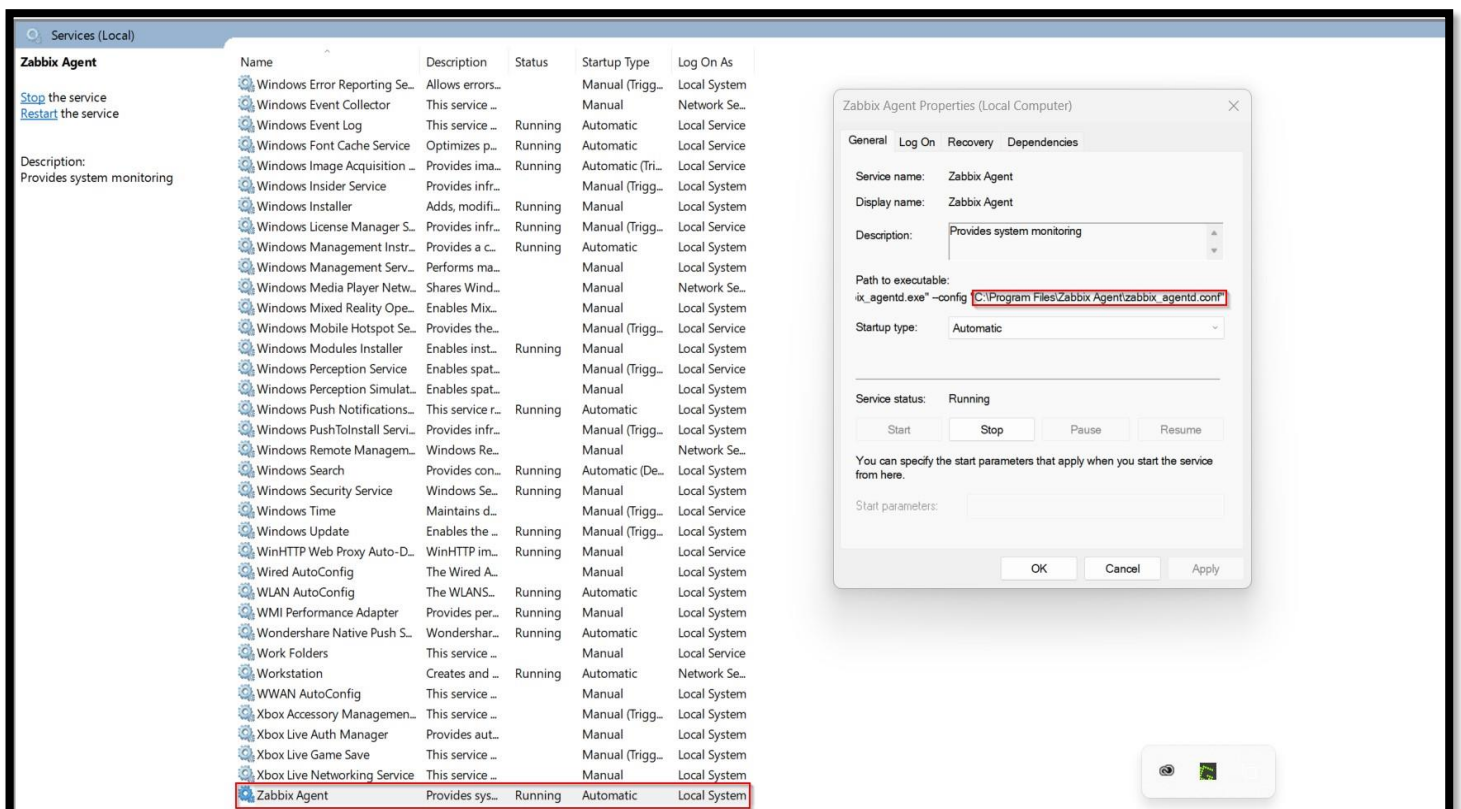 Services (Local)
Zabbix Agent
Stop the service
Restart the service
Description:
Provides system monitoring
Name Description Status Startup Type Log On As
Windows Error Reporting Se... Allows errors... Manual (Trigg... Local System
Windows Event Collector This service ... Manual Network Se...
Windows Event Log This service ... Running Automatic Local Service
Windows Font Cache Service Optimizes p... Running Automatic Local Service
Windows Image Acquisition ... Provides ima... Running Automatic (Tri... Local Service
Windows Insider Service Provides infr... Manual (Trigg... Local System
Windows Installer Adds, modifi... Running Manual Local System
Windows License Manager S... Provides infr... Running Manual (Trigg... Local Service
Windows Management Instr... Provides a c... Running Automatic Local System
Windows Management Serv... Performs ma... Manual Local System
Windows Media Player Netw... Shares Wind... Manual Network Se...
Windows Mixed Reality Ope... Enables Mix... Manual Local System
Windows Mobile Hotspot Se... Provides the... Manual (Trigg... Local Service
Windows Modules Installer Enables inst... Running Manual Local System
Windows Perception Service Enables spat... Manual (Trigg... Local Service
Windows Perception Simulat... Enables spat... Manual Local System
Windows Push Notifications... This service r... Running Automatic Local System
Windows PushToInstall Servi... Provides infr... Manual (Trigg... Local System
Windows Remote Managem... Windows Re... Manual Network Se...
Windows Search Provides con... Running Automatic (De... Local System
Windows Security Service Windows Se... Running Manual Local System
Windows Time Maintains d... Manual (Trigg... Local Service
Windows Update Enables the ... Running Manual (Trigg... Local System
WinHTTP Web Proxy Auto-D... WinHTTP im... Running Manual Local Service
Wired AutoConfig The Wired A... Manual Local System
WLAN AutoConfig The WLANS... Running Automatic Local System
WMI Performance Adapter Provides per... Running Manual Local System
Wondershare Native Push S... Wondershar... Running Automatic Local System
Work Folders This service ... Manual Local Service
Workstation Creates and ... Running Automatic Network Se...
WWAN AutoConfig This service ... Manual Local System
Xbox Accessory Managemen... This service ... Manual (Trigg... Local System
Xbox Live Auth Manager Provides aut... Manual Local System
Xbox Live Game Save This service ... Manual (Trigg... Local System
Xbox Live Networking Service This service ... Manual Local System
Zabbix Agent Provides sys... Running Automatic Local System
Zabbix Agent Properties (Local Computer)
General Log On Recovery Dependencies
Service name: Zabbix Agent
Display name: Zabbix Agent
Description: Provides system monitoring
Path to executable:
ix_agentd.exe" --config "C:\Program Files\Zabbix Agent\zabbix_agentd.conf"
Startup type: Automatic
Service status: Running
Start Stop Pause Resume
You can specify the start parameters that apply when you start the service
from here.
Start parameters:
OK Cancel Apply